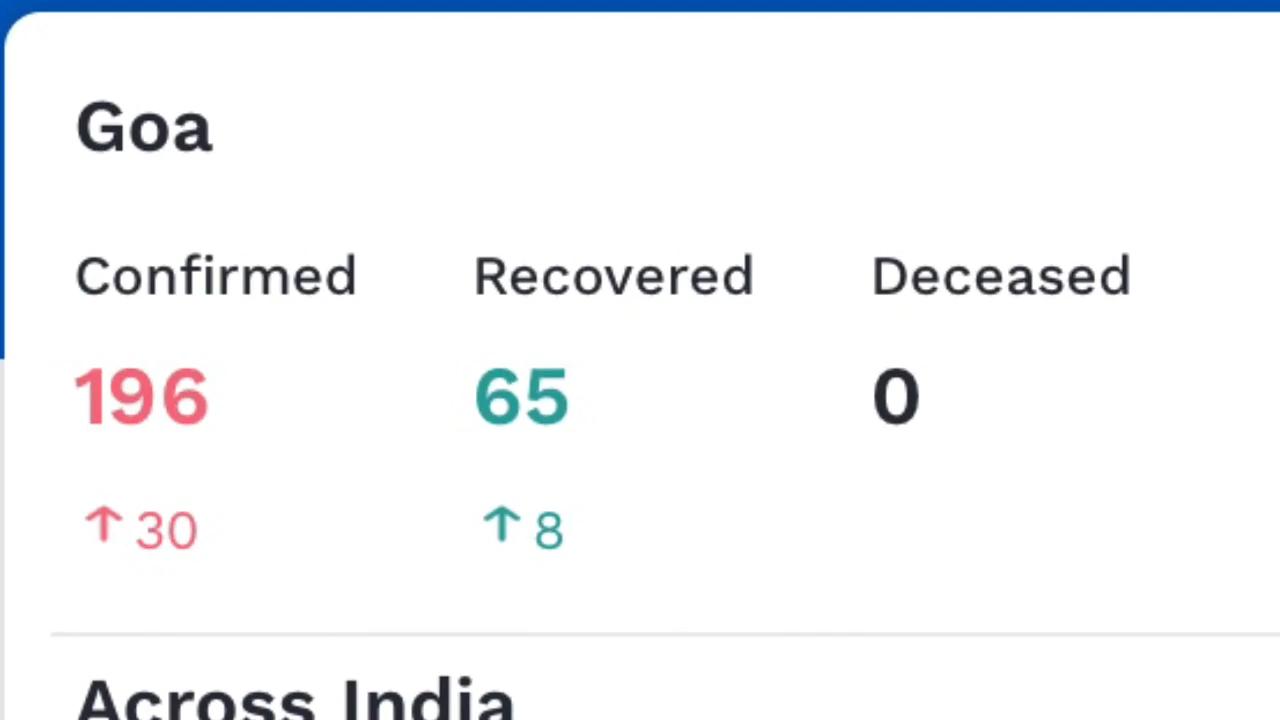 Goa
Confirmed Recovered Deceased
196 65 0
↑30 ↑8
Across India